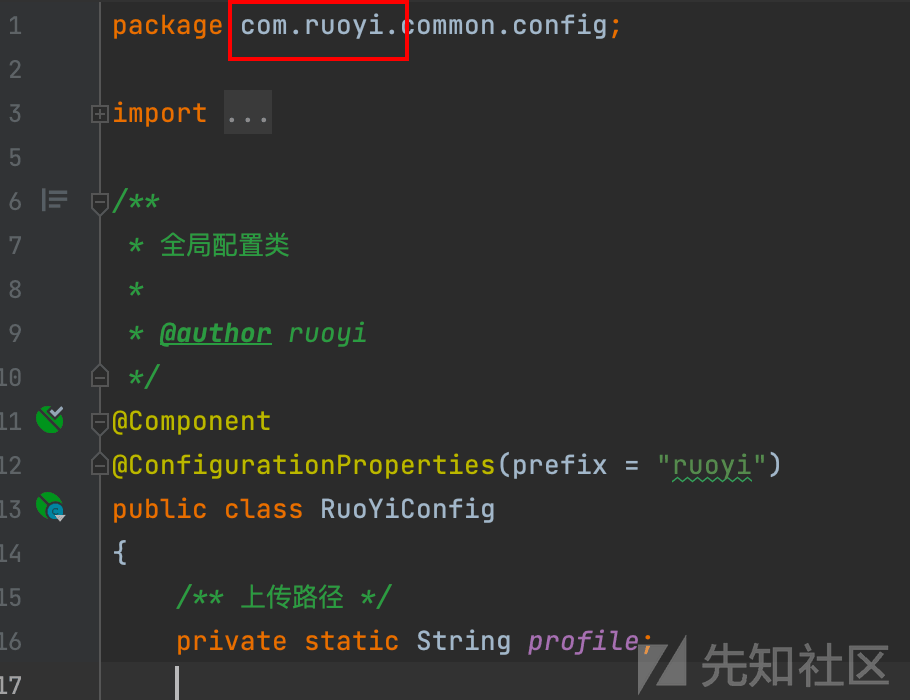 1 package com.ruoyi.common.config;
2
3 import ...
5
6 /**
7 * 全局配置类
8 *
9 * @author ruoyi
10 */
11 @Component
12 @ConfigurationProperties(prefix = "ruoyi")
13 public class RuoYiConfig
14 {
15 /** 上传路径 */
16 private static String profile;
17
先知社区